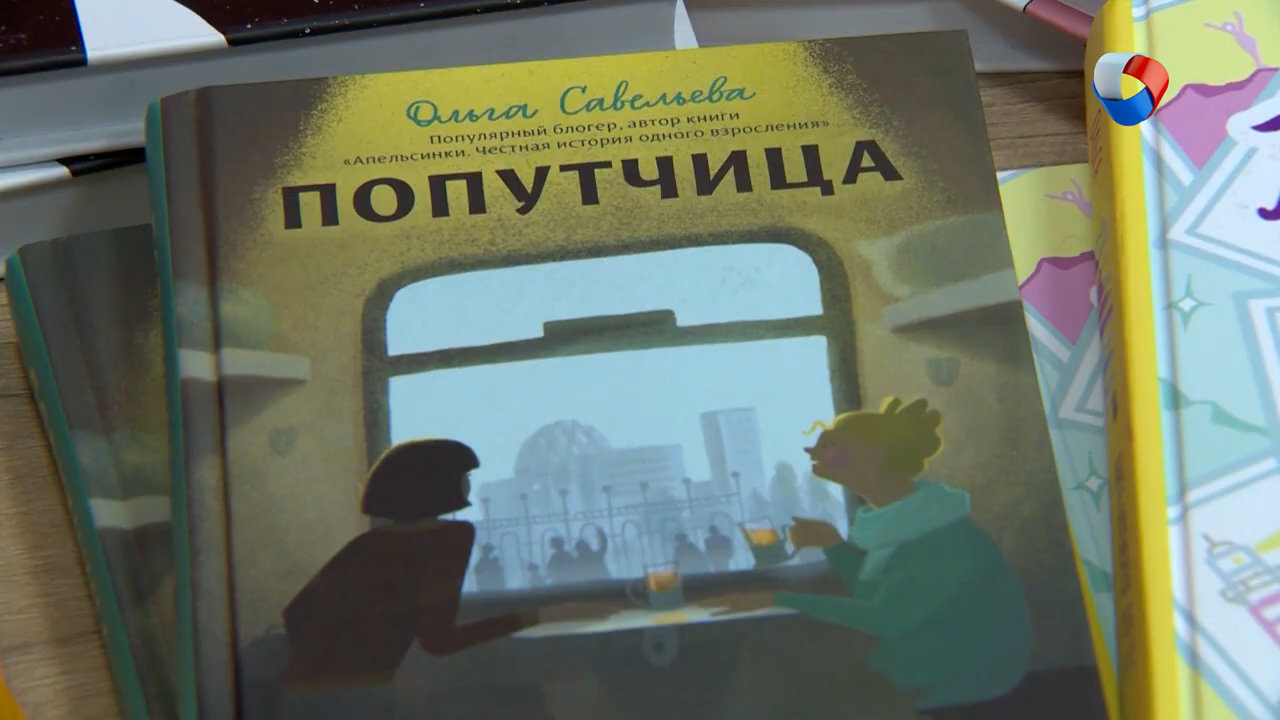 Ольга Савельева
Популярный блогер, автор книги
«Апельсинки. Честная история одного взросления»
ПОПУТЧИЦА